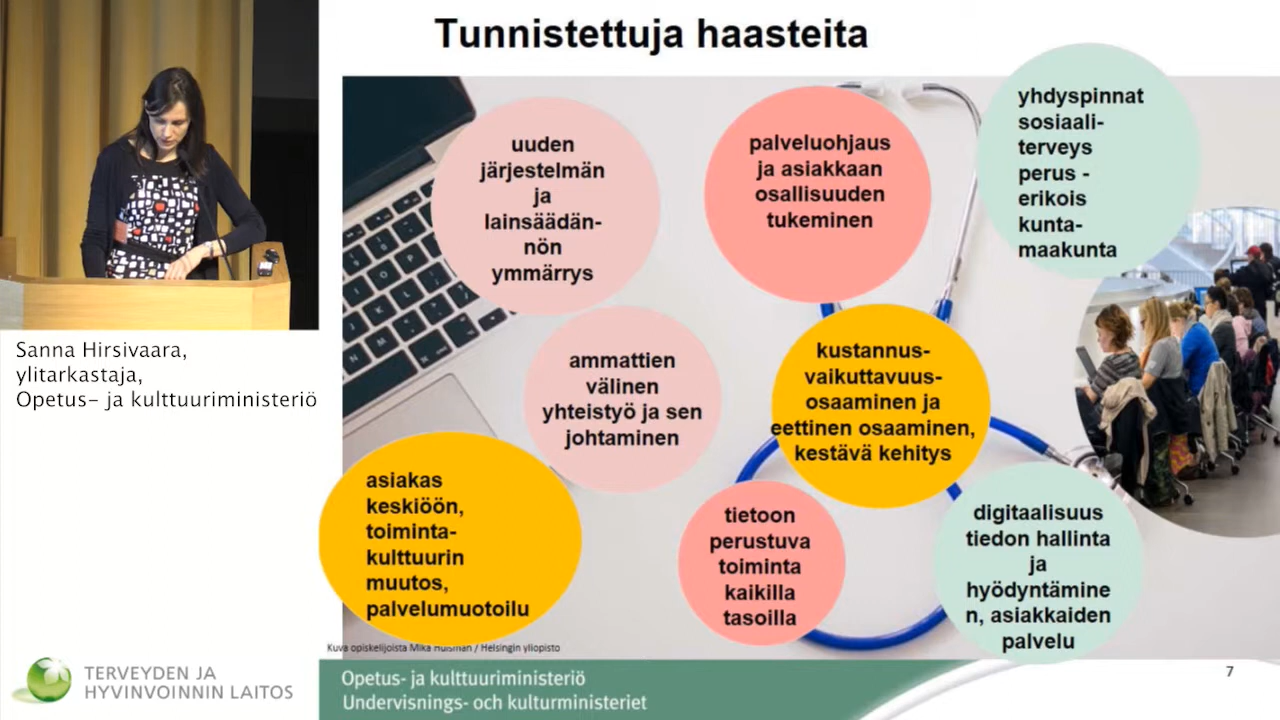 Tunnistettuja haasteita
uuden
järjestelmän
ja
lainsäädän-
nön
ymmärrys
palveluohjaus
ja asiakkaan
osallisuuden
tukeminen
yhdyspinnat
sosiaali-
terveys
perus -
erikois
kunta-
maakunta
ammattien
välinen
yhteistyö ja sen
johtaminen
kustannus-
vaikuttavuus-
osaaminen ja
eettinen osaaminen,
kestävä kehitys
asiakas
keskiöön,
toiminta-
kulttuurin
muutos,
palvelumuotoilu
tietoon
perustuva
toiminta
kaikilla
tasoilla
digitaalisuus
tiedon hallinta
ja
hyödyntämine
n, asiakkaiden
palvelu
Sanna Hirsivaara,
ylitarkastaja,
Opetus- ja kulttuuriministeriö
Kuva opiskelijoista Mika Huisman / Helsingin yliopisto
TERVEYDEN JA
HYVINVOINNIN LAITOS
Opetus- ja kulttuuriministeriö
Undervisnings- och kulturministeriet
7